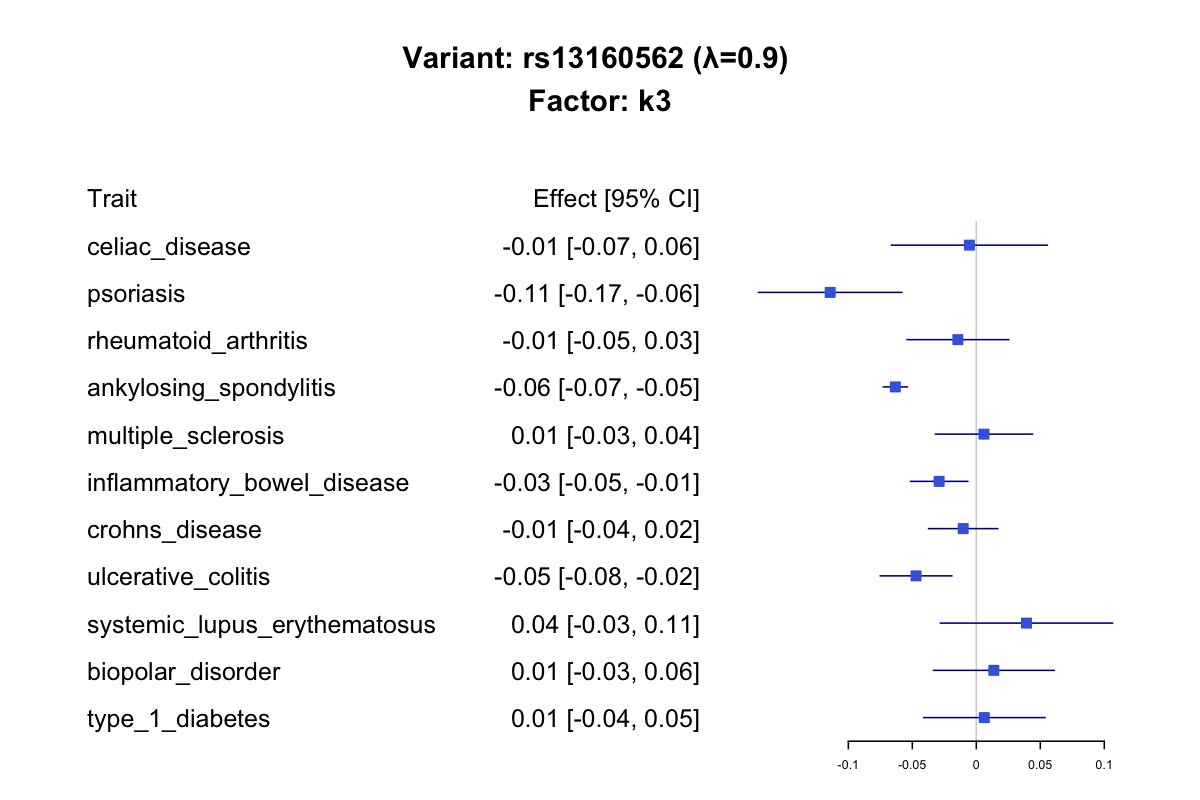 Variant: rs13160562 (λ=0.9)
Factor: k3
Trait Effect [95% CI]
celiac_disease -0.01 [-0.07, 0.06]
psoriasis -0.11 [-0.17, -0.06]
rheumatoid_arthritis -0.01 [-0.05, 0.03]
ankylosing_spondylitis -0.06 [-0.07, -0.05]
multiple_sclerosis 0.01 [-0.03, 0.04]
inflammatory_bowel_disease -0.03 [-0.05, -0.01]
crohns_disease -0.01 [-0.04, 0.02]
ulcerative_colitis -0.05 [-0.08, -0.02]
systemic_lupus_erythematosus 0.04 [-0.03, 0.11]
biopolar_disorder 0.01 [-0.03, 0.06]
type_1_diabetes 0.01 [-0.04, 0.05]
-0.1 -0.05 0 0.05 0.1